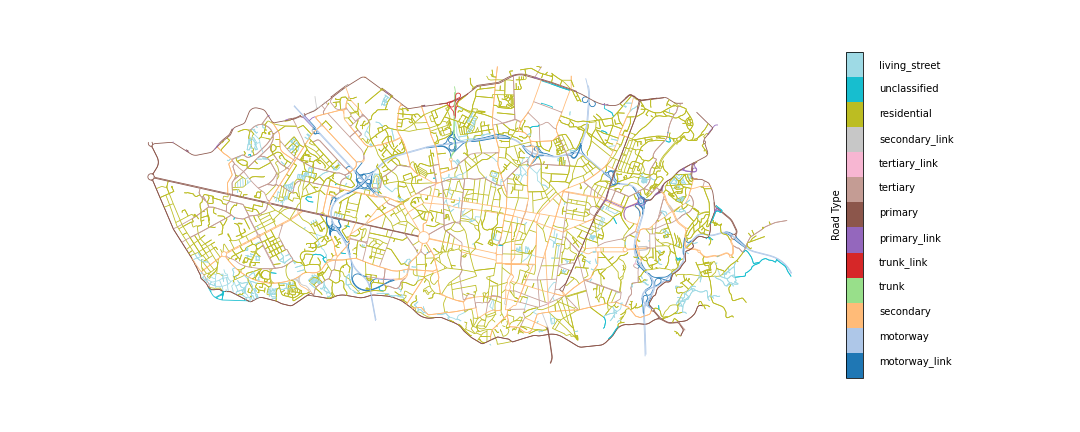 living_street
unclassified
residential
secondary_link
tertiary_link
tertiary
primary
primary_link
trunk_link
trunk
secondary
motorway
motorway_link
Road Type